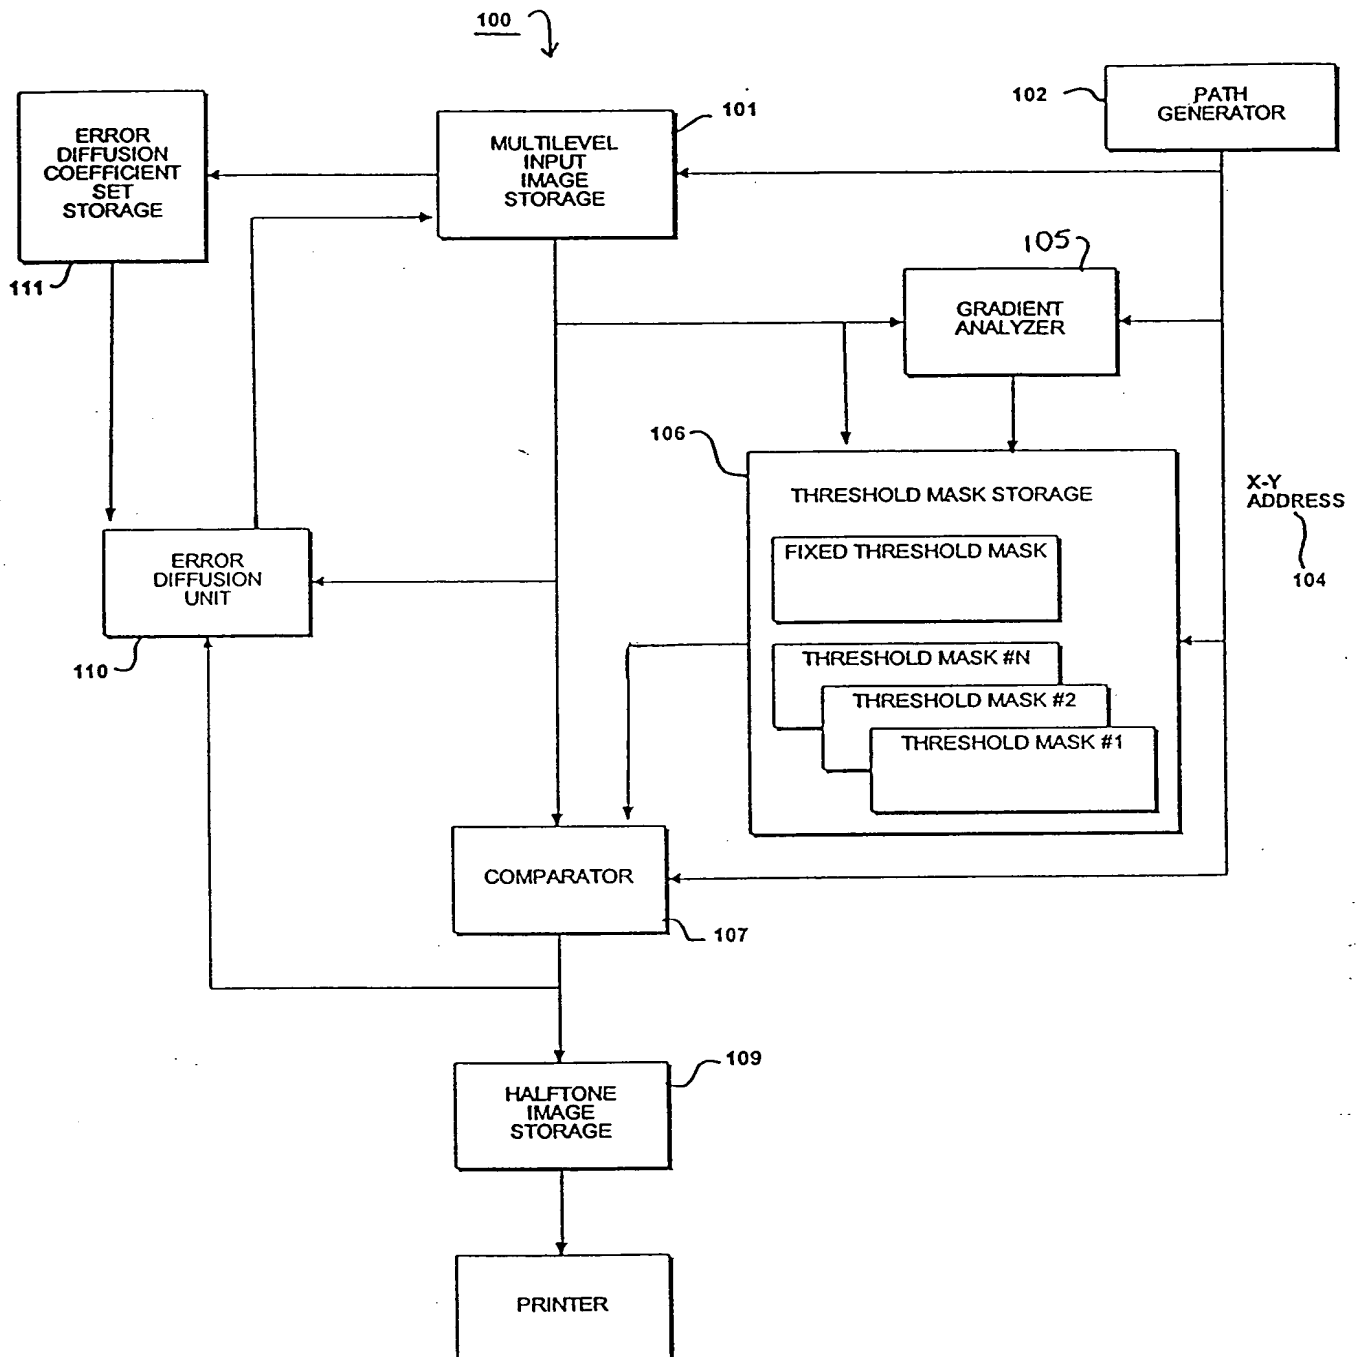 100
102
PATH
GENERATOR
101
MULTILEVEL
INPUT
IMAGE
STORAGE
ERROR
DIFFUSION
COEFFICIENT
SET
STORAGE
111
105
GRADIENT
ANALYZER
106
THRESHOLD MASK STORAGE
X-Y
ADDRESS
104
FIXED THRESHOLD MASK
THRESHOLD MASK #N
THRESHOLD MASK #2
THRESHOLD MASK #1
ERROR
DIFFUSION
UNIT
110
COMPARATOR
107
109
HALFTONE
IMAGE
STORAGE
PRINTER